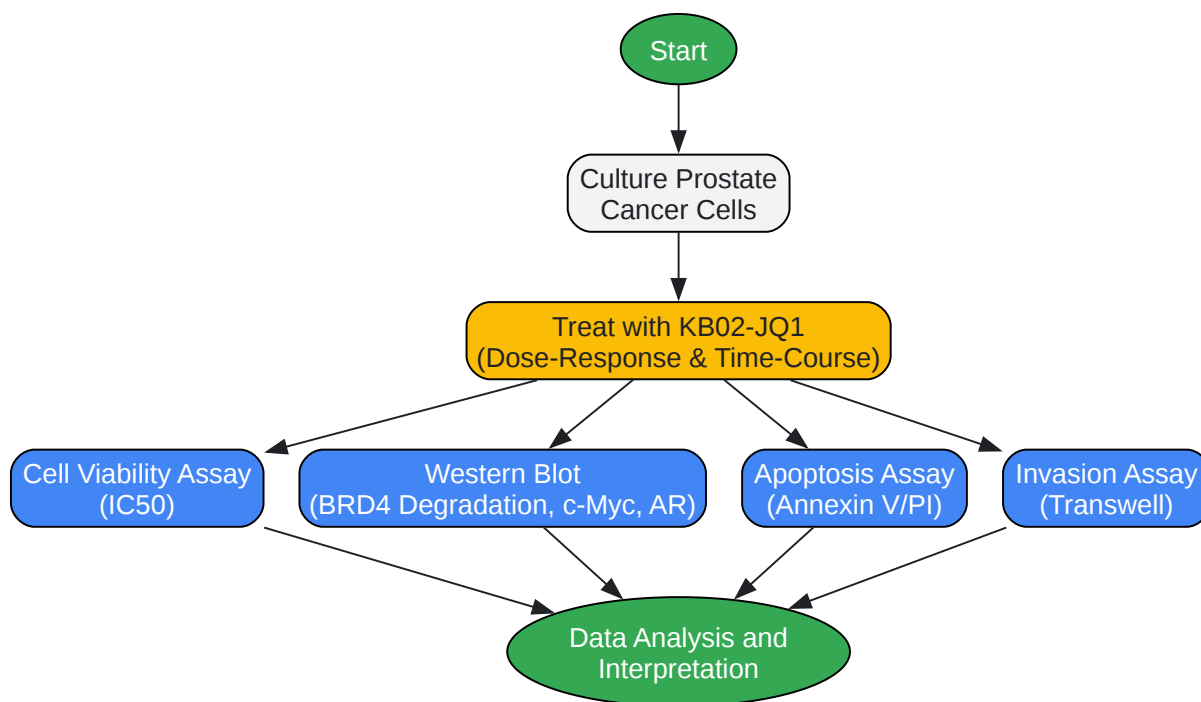 Start
Culture Prostate
Cancer Cells
Treat with KB02-JQ1
(Dose-Response & Time-Course)
Cell Viability Assay
(IC50)
Western Blot
(BRD4 Degradation, c-Myc, AR)
Apoptosis Assay
(Annexin V/PI)
Invasion Assay
(Transwell)
Data Analysis and
Interpretation